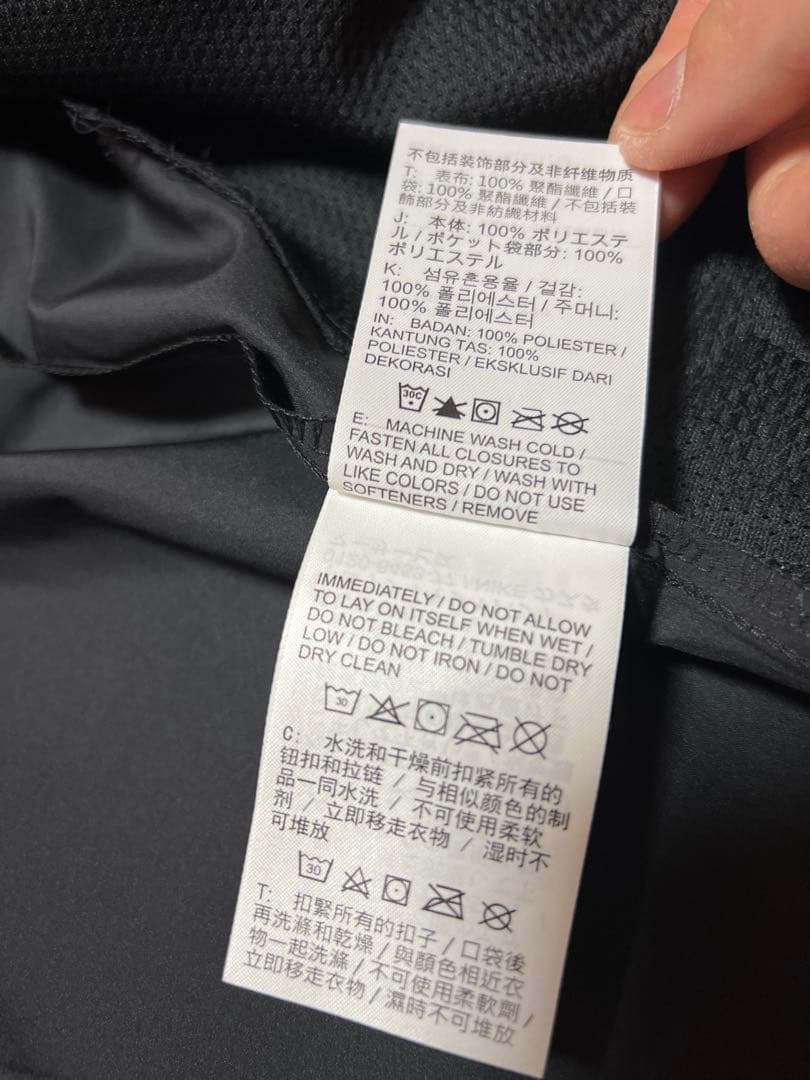 不包括装饰部分及非纤维物质
T: 表布: 100% 聚酯纖維 / 口
袋: 100% 聚酯纖維 / 不包括裝
飾部分及非紡織材料
J: 本体: 100% ポリエステ
ル / ポケット袋部分: 100%
ポリエステル
K: 섬유혼용율 / 겉감:
100% 폴리에스터 / 주머니:
100% 폴리에스터
IN: BADAN: 100% POLIESTER /
KANTUNG TAS: 100%
POLIESTER / EKSKLUSIF DARI
DEKORASI
30C
E: MACHINE WASH COLD /
FASTEN ALL CLOSURES TO
WASH AND DRY / WASH WITH
LIKE COLORS / DO NOT USE
SOFTENERS / REMOVE
IMMEDIATELY / DO NOT ALLOW
TO LAY ON ITSELF WHEN WET /
DO NOT BLEACH / TUMBLE DRY
LOW / DO NOT IRON / DO NOT
DRY CLEAN
30
C: 水洗和干燥前扣紧所有的
钮扣和拉链 / 与相似颜色的制
品一同水洗 / 不可使用柔软
剂 / 立即移走衣物 / 湿时不
可堆放
30
T: 扣緊所有的扣子 / 口袋後
再洗滌和乾燥 / 與顏色相近衣
物一起洗滌 / 不可使用柔軟劑 /
立即移走衣物 / 濕時不可堆放